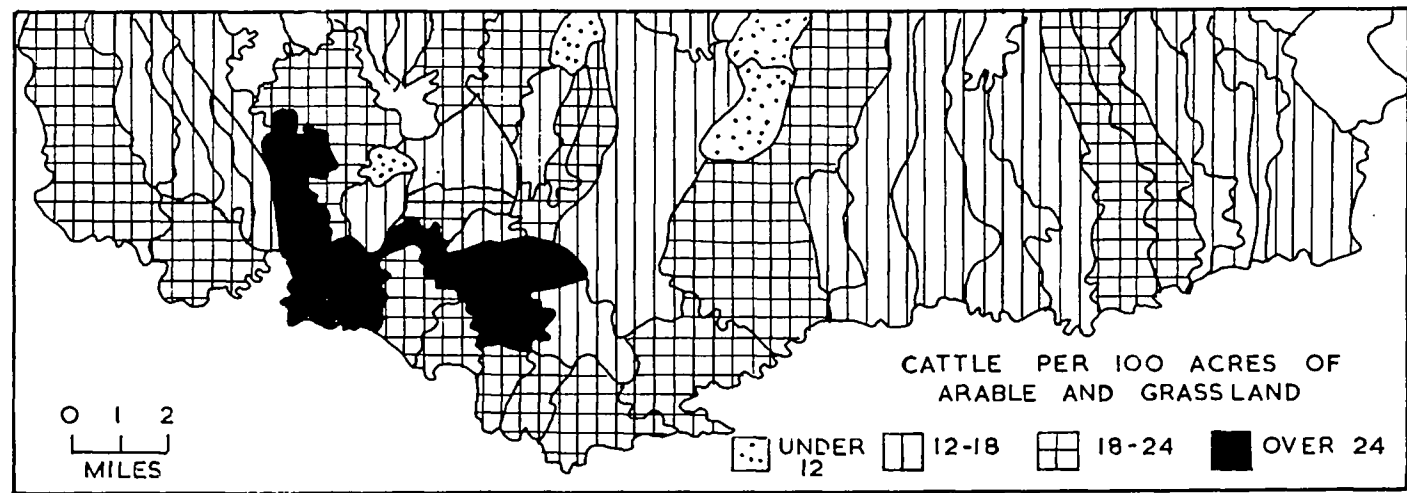 CATTLE PER 100 ACRES OF
ARABLE AND GRASSLAND
0 1 2
MILES
UNDER 12
12-18
18-24
OVER 24